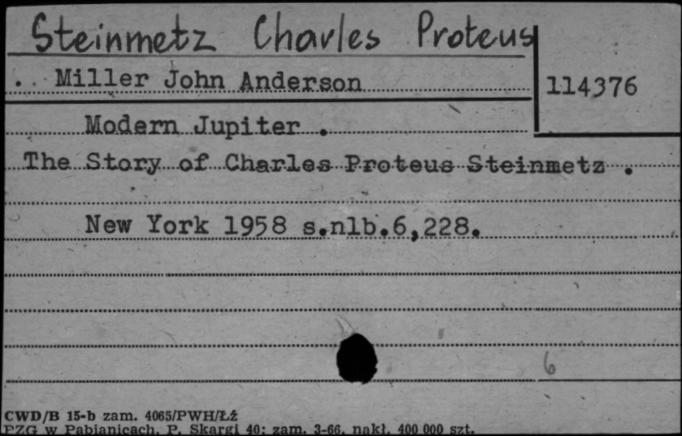 Steinmetz Charles Proteus
Miller John Anderson
114376
Modern Jupiter .
The Story of Charles Proteus Steinmetz .
New York 1958 s.nlb.6,228.
6
CWD/B 15-b zam. 4065/PWH/Łż
PZG w Pabianicach, P. Skargi 40; zam. 3-66, nakł. 400 000 szt.